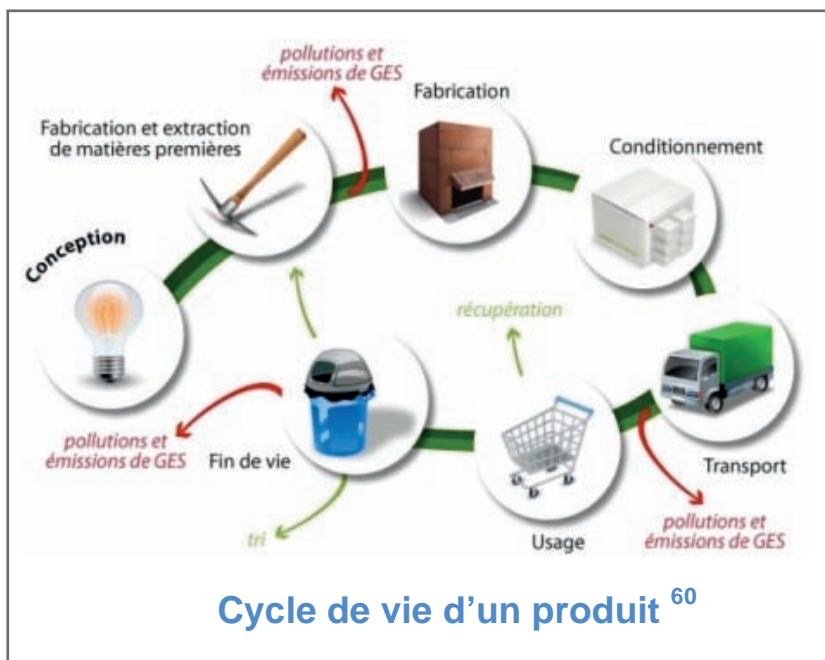 pollutions et
émissions de GES
Fabrication
Fabrication et extraction
de matières premières
Conditionnement
Conception
récupération
pollutions et
émissions de GES
Fin de vie
Transport
tri
Usage
pollutions et
émissions de GES
Cycle de vie d’un produit 60